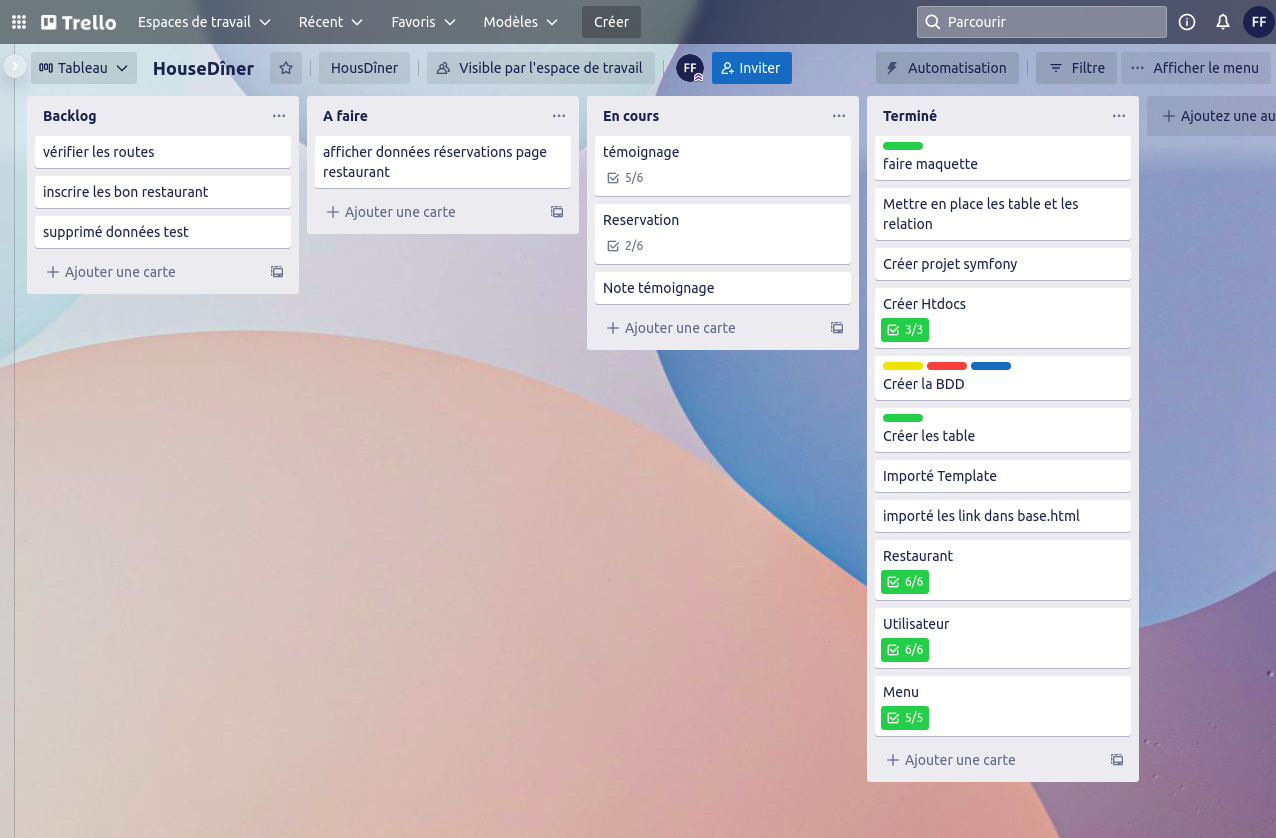 Trello Espaces de travail Récent Favoris Modèles Créer Parcourir FF
Tableau HouseDîner HousDîner Visible par l'espace de travail FF Inviter Automatisation Filtre Afficher le menu
Backlog
vérifier les routes
inscrire les bon restaurant
supprimé données test
Ajouter une carte
A faire
afficher données réservations page
restaurant
Ajouter une carte
En cours
témoignage
5/6
Reservation
2/6
Note témoignage
Ajouter une carte
Terminé
faire maquette
Mettre en place les table et les
relation
Créer projet symfony
Créer Htdocs
3/3
Créer la BDD
Créer les table
Importé Template
importé les link dans base.html
Restaurant
6/6
Utilisateur
6/6
Menu
5/5
Ajouter une carte
Ajoutez une au